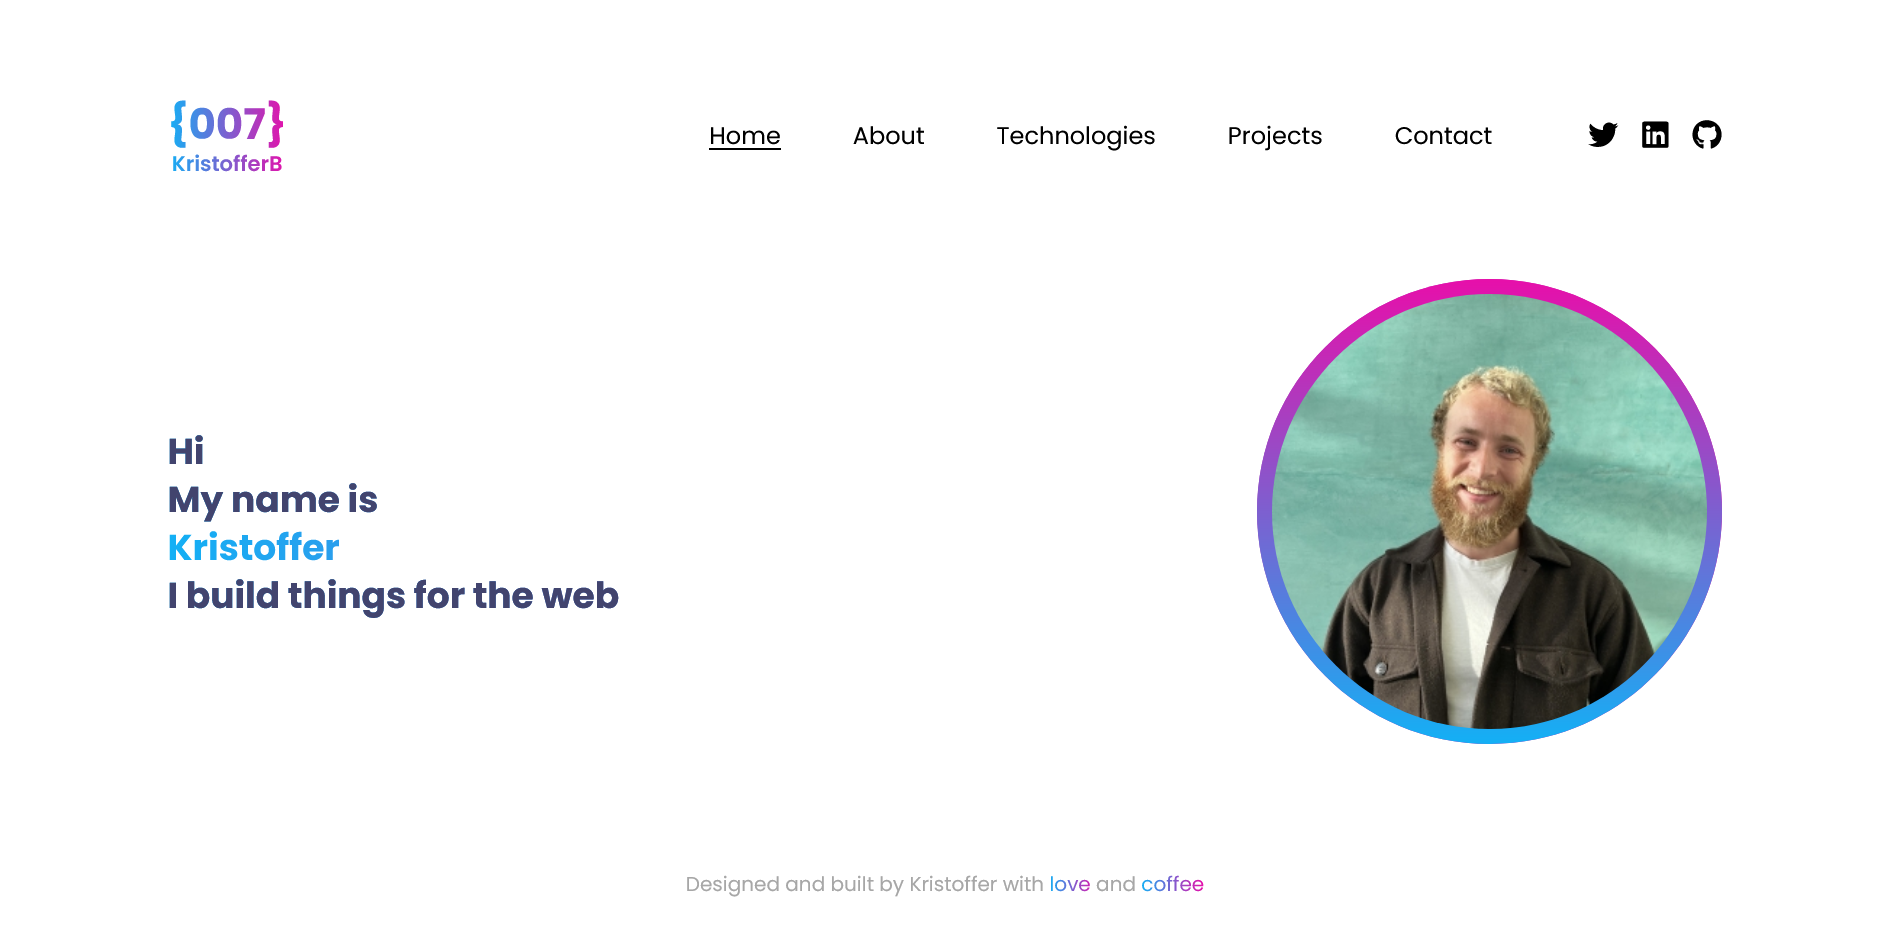 {007}
KristofferB
Home About Technologies Projects Contact
Hi
My name is
Kristoffer
I build things for the web
Designed and built by Kristoffer with love and coffee